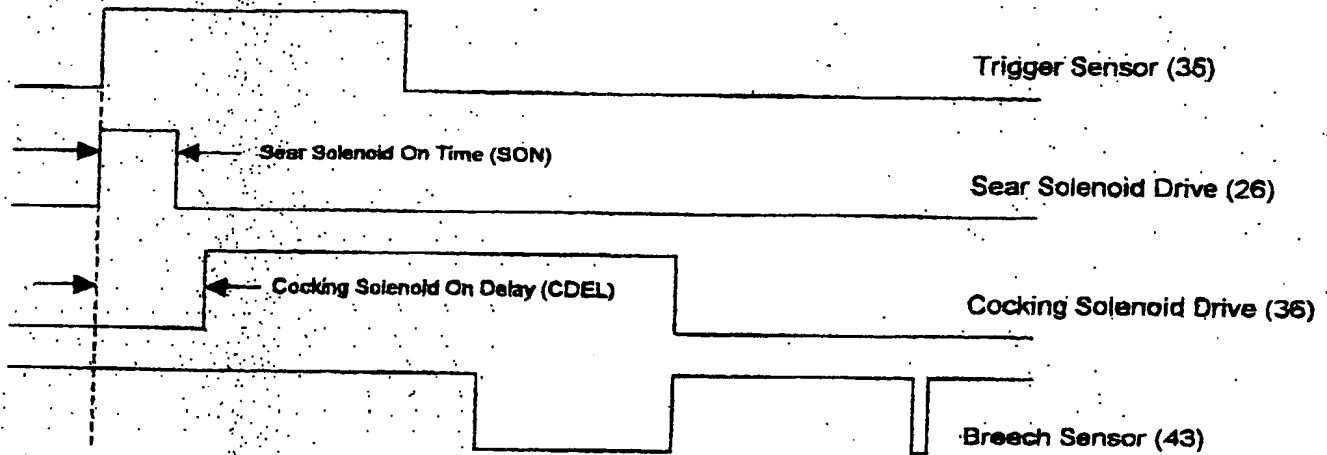 Trigger Sensor (35)
Sear Solenoid On Time (SON)
Sear Solenoid Drive (26)
Cocking Solenoid On Delay (CDEL)
Cocking Solenoid Drive (36)
Breech Sensor (43)